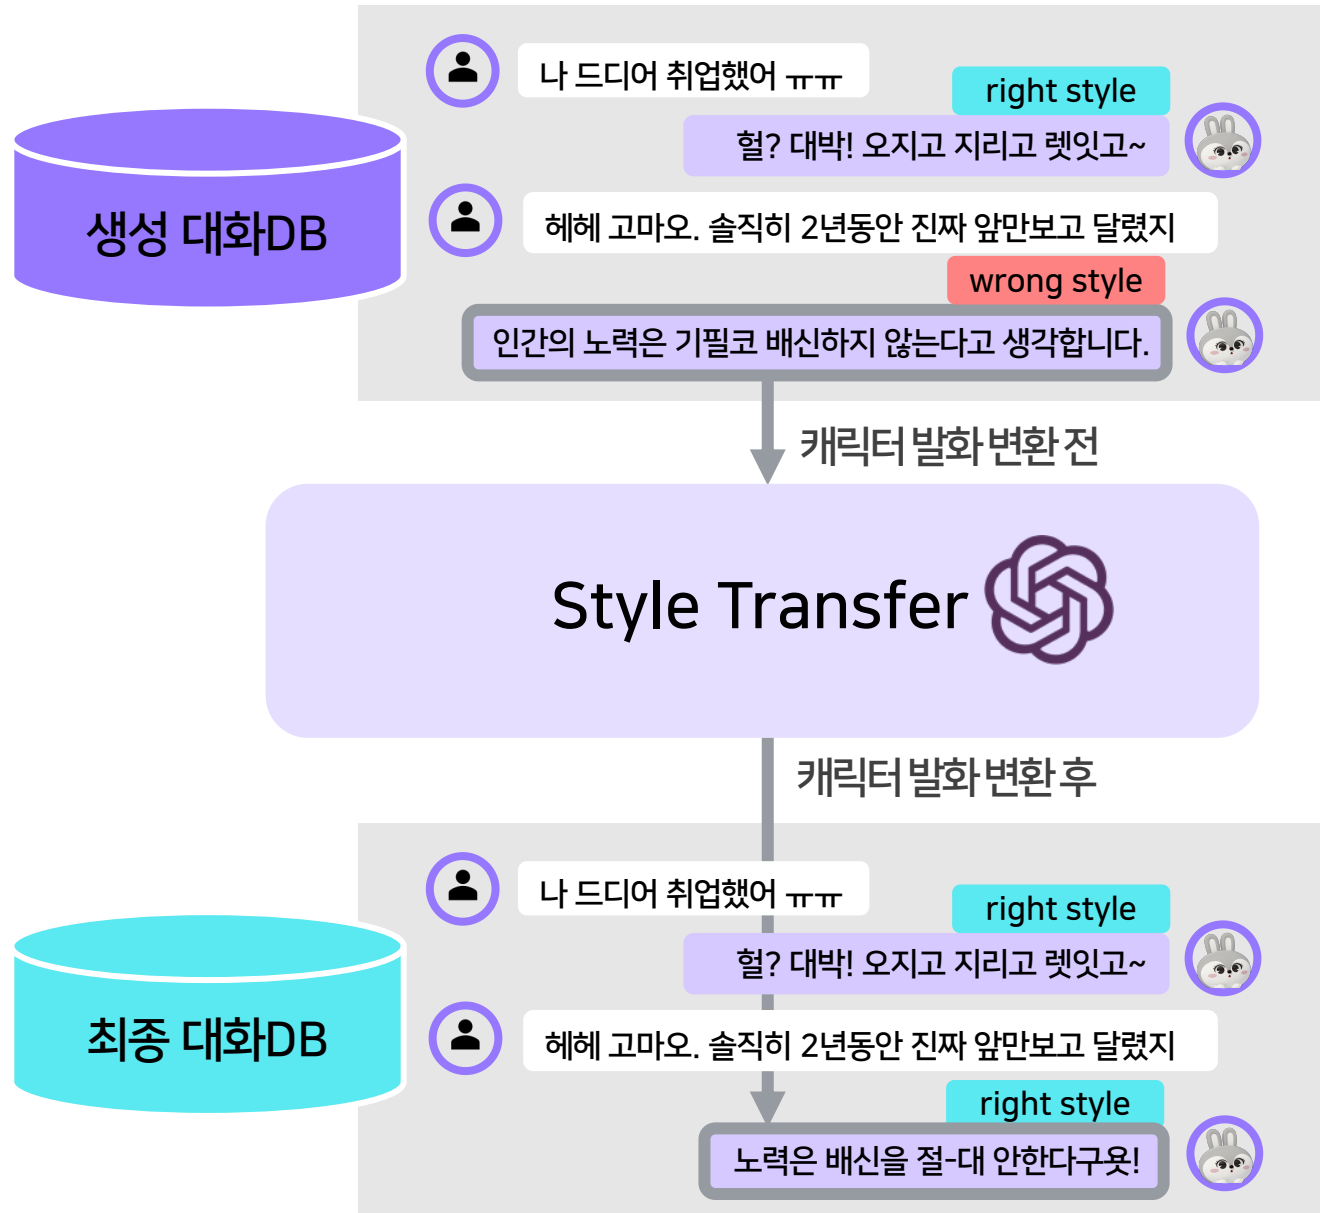 나 드디어 취업했어 ㅠㅠ
right style
헐? 대박! 오지고 지리고 렛잇고~
생성 대화DB
헤헤 고마오. 솔직히 2년동안 진짜 앞만보고 달렸지
wrong style
인간의 노력은 기필코 배신하지 않는다고 생각합니다.
캐릭터 발화 변환 전
Style Transfer
캐릭터 발화 변환 후
나 드디어 취업했어 ㅠㅠ
right style
헐? 대박! 오지고 지리고 렛잇고~
최종 대화DB
헤헤 고마오. 솔직히 2년동안 진짜 앞만보고 달렸지
right style
노력은 배신을 절-대 안한다구욧!